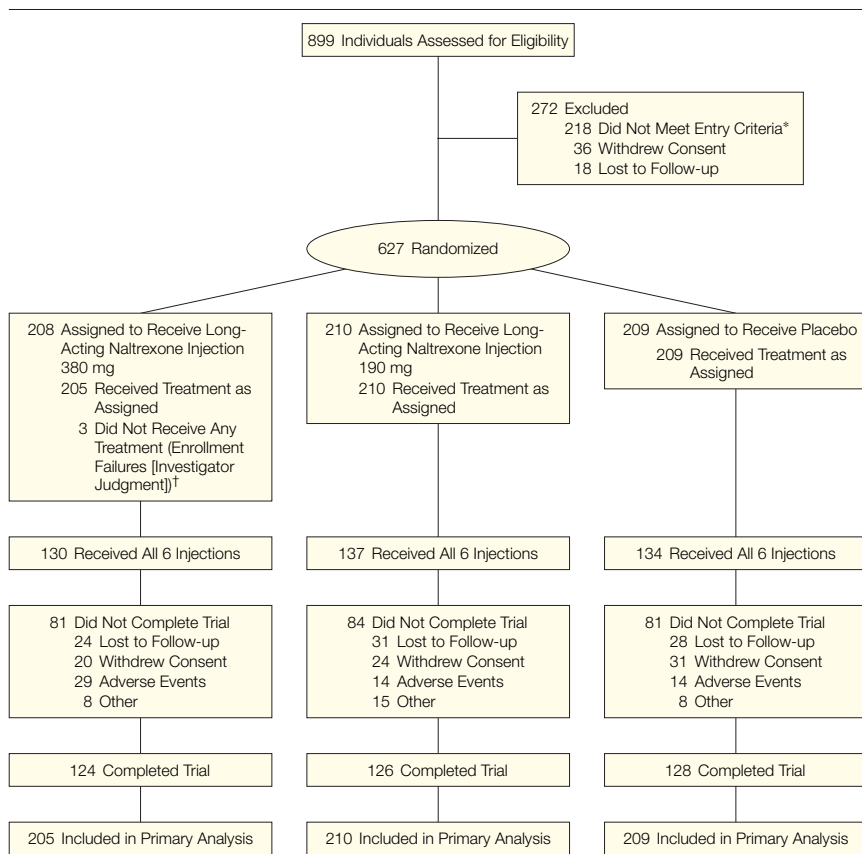 899 Individuals Assessed for Eligibility
272 Excluded
218 Did Not Meet Entry Criteria*
36 Withdrew Consent
18 Lost to Follow-up
627 Randomized
208 Assigned to Receive Long-
Acting Naltrexone Injection
380 mg
205 Received Treatment as
Assigned
3 Did Not Receive Any
Treatment (Enrollment
Failures [Investigator
Judgment])†
210 Assigned to Receive Long-
Acting Naltrexone Injection
190 mg
210 Received Treatment as
Assigned
209 Assigned to Receive Placebo
209 Received Treatment as
Assigned
130 Received All 6 Injections
137 Received All 6 Injections
134 Received All 6 Injections
81 Did Not Complete Trial
24 Lost to Follow-up
20 Withdrew Consent
29 Adverse Events
8 Other
84 Did Not Complete Trial
31 Lost to Follow-up
24 Withdrew Consent
14 Adverse Events
15 Other
81 Did Not Complete Trial
28 Lost to Follow-up
31 Withdrew Consent
14 Adverse Events
8 Other
124 Completed Trial
126 Completed Trial
128 Completed Trial
205 Included in Primary Analysis
210 Included in Primary Analysis
209 Included in Primary Analysis